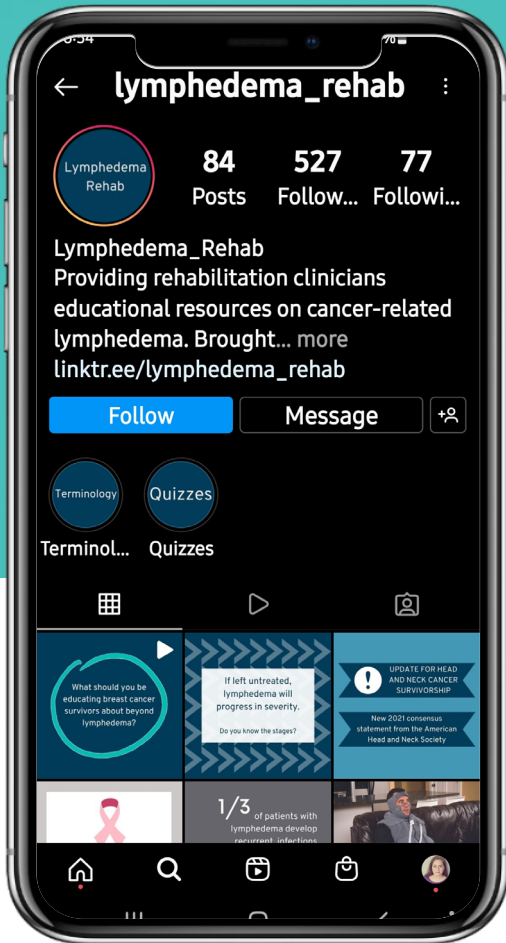 lymphedema_rehab
Lymphedema
Rehab
84
527
77
Posts
Follow...
Followi...
Lymphedema_Rehab
Providing rehabilitation clinicians
educational resources on cancer-related
lymphedema. Brought... more
linktr.ee/lymphedema_rehab
Follow
Message
Terminology
Quizzes
Terminol...
Quizzes
What should you be
educating breast cancer
survivors about beyond
lymphedema?
If left untreated,
lymphedema will
progress in severity.
Do you know the stages?
!
UPDATE FOR HEAD
AND NECK CANCER
SURVIVORSHIP
New 2021 consensus
statement from the American
Head and Neck Society
1/3 of patients with
lymphedema develop
recurrent infections